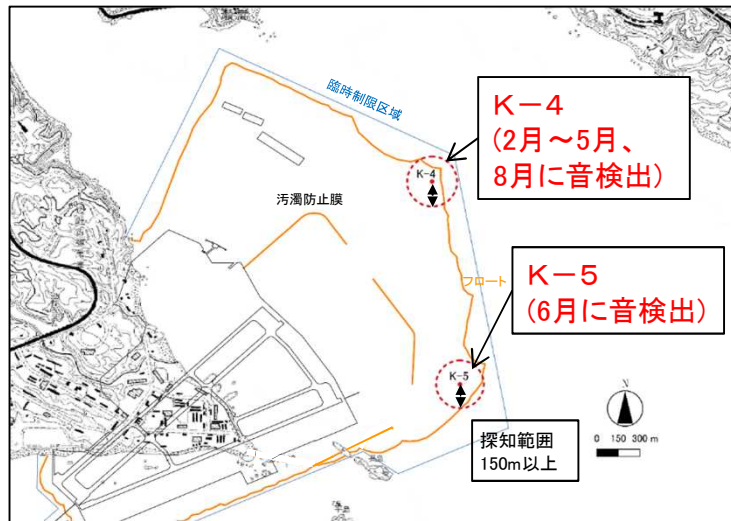 臨時制限区域
K-4
K－4
(2月～5月、
8月に音検出)
汚濁防止膜
フロート
K－5
(6月に音検出)
K-5
探知範囲
150m以上
N
0 150 300 m